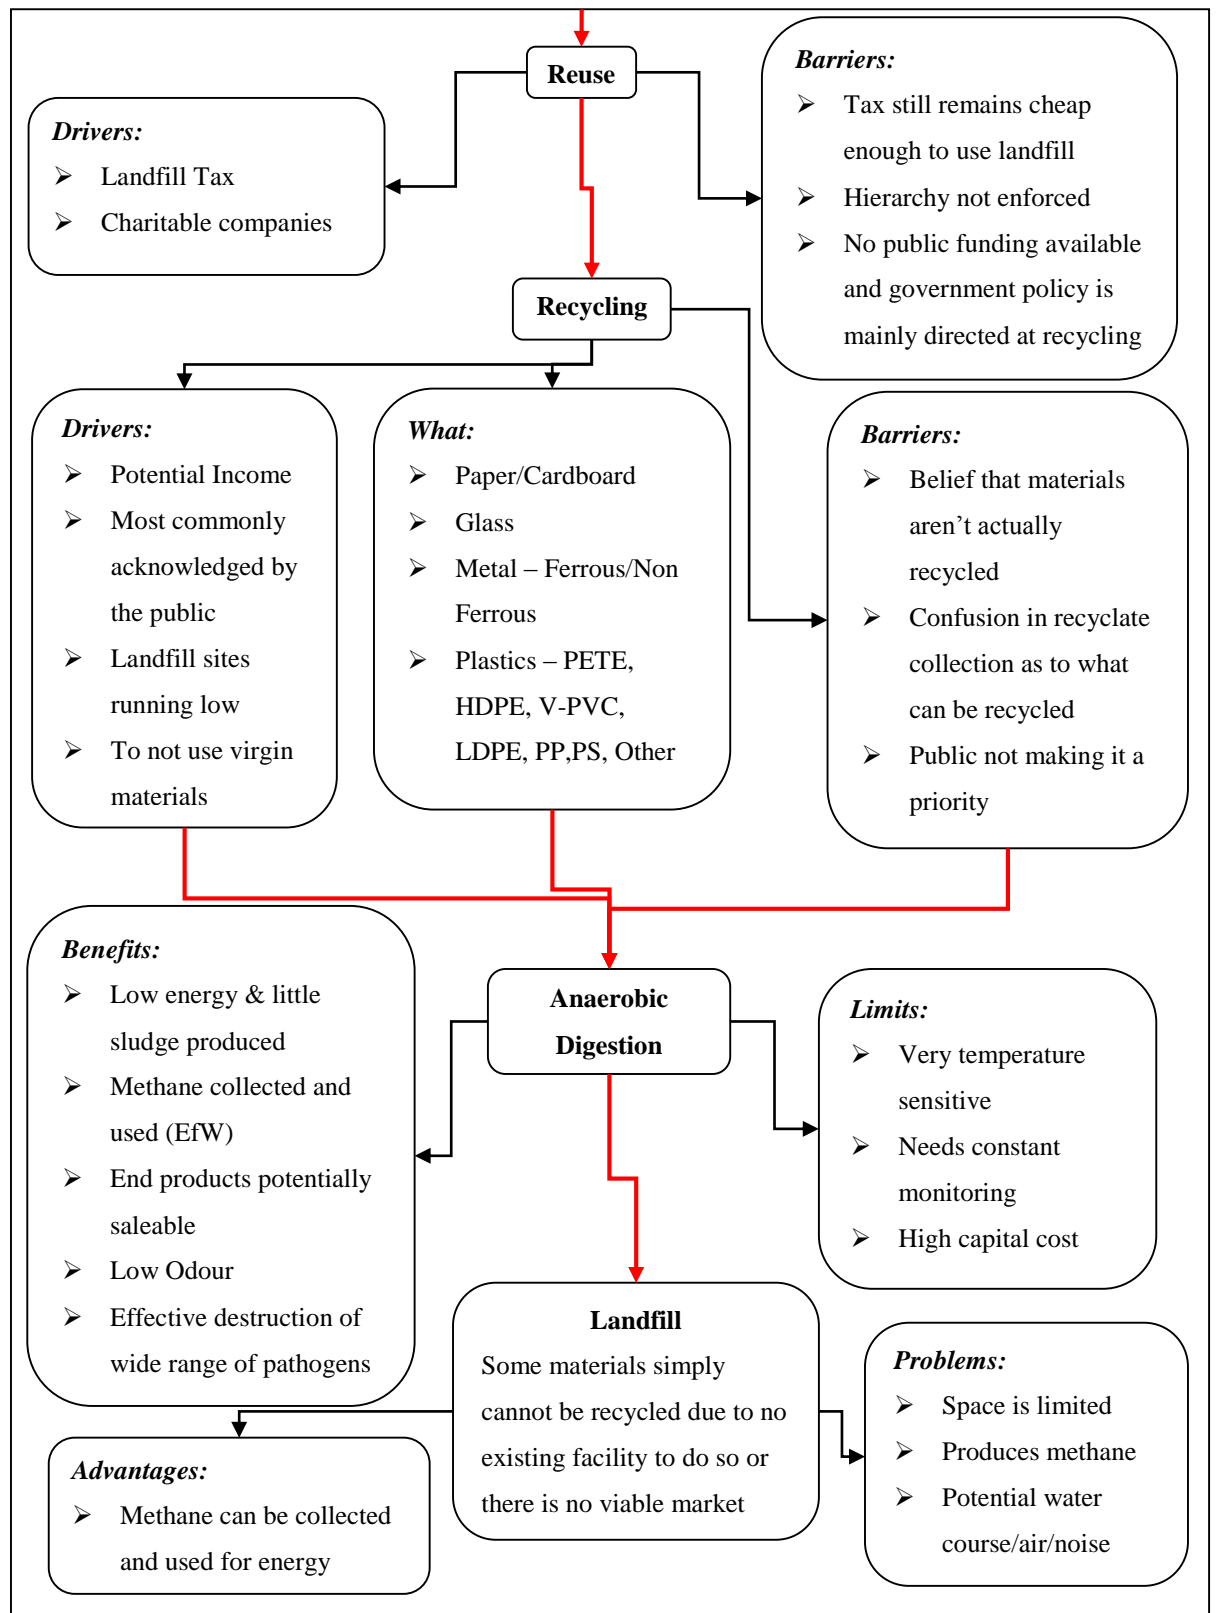 Reuse
Drivers:
➢ Landfill Tax
➢ Charitable companies
Barriers:
➢ Tax still remains cheap
enough to use landfill
➢ Hierarchy not enforced
➢ No public funding available
and government policy is
mainly directed at recycling
Recycling
Drivers:
➢ Potential Income
➢ Most commonly
acknowledged by
the public
➢ Landfill sites
running low
➢ To not use virgin
materials
What:
➢ Paper/Cardboard
➢ Glass
➢ Metal – Ferrous/Non
Ferrous
➢ Plastics – PETE,
HDPE, V-PVC,
LDPE, PP,PS, Other
Barriers:
➢ Belief that materials
aren’t actually
recycled
➢ Confusion in recyclate
collection as to what
can be recycled
➢ Public not making it a
priority
Anaerobic
Digestion
Benefits:
➢ Low energy & little
sludge produced
➢ Methane collected and
used (EfW)
➢ End products potentially
saleable
➢ Low Odour
➢ Effective destruction of
wide range of pathogens
Limits:
➢ Very temperature
sensitive
➢ Needs constant
monitoring
➢ High capital cost
Landfill
Some materials simply
cannot be recycled due to no
existing facility to do so or
there is no viable market
Advantages:
➢ Methane can be collected
and used for energy
Problems:
➢ Space is limited
➢ Produces methane
➢ Potential water
course/air/noise